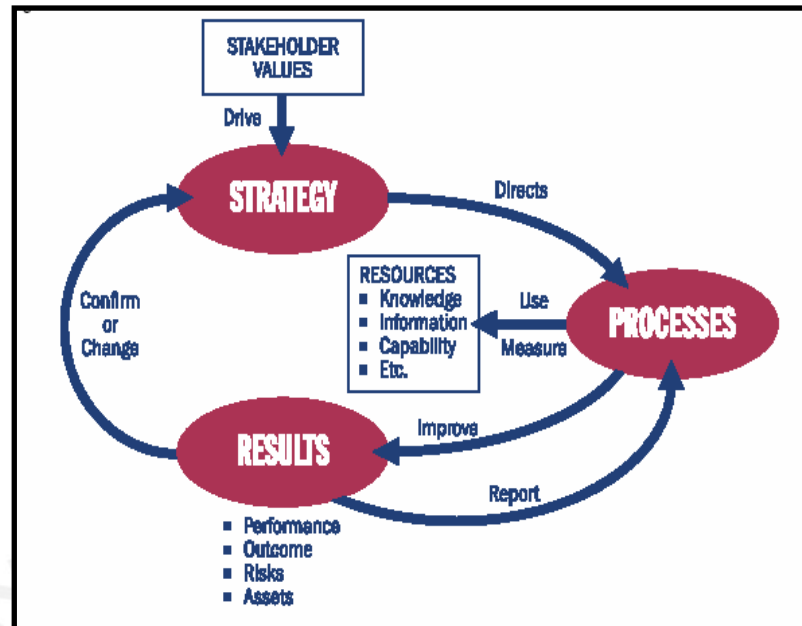 STAKEHOLDER
VALUES
Drive
STRATEGY
Directs
RESOURCES
■ Knowledge
■ Information
■ Capability
■ Etc.
Use
Measure
PROCESSES
Confirm
or
Change
Improve
RESULTS
Report
■ Performance
■ Outcome
■ Risks
■ Assets